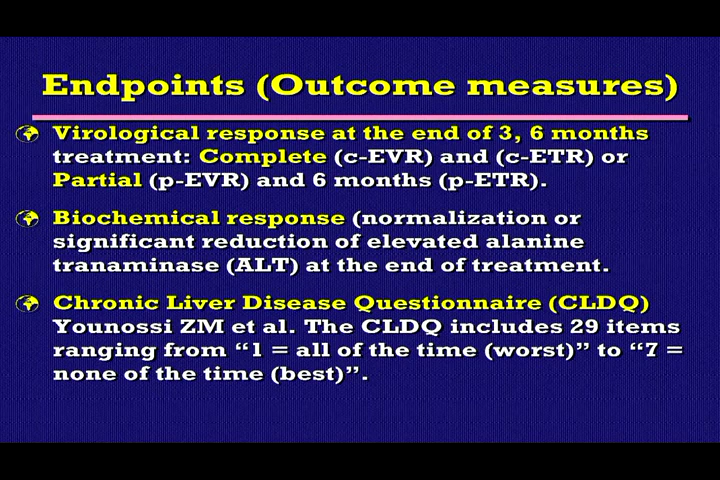 Endpoints (Outcome measures)
Virological response at the end of 3, 6 months
treatment: Complete (c-EVR) and (c-ETR) or
Partial (p-EVR) and 6 months (p-ETR).
Biochemical response (normalization or
significant reduction of elevated alanine
tranaminase (ALT) at the end of treatment.
Chronic Liver Disease Questionnaire (CLDQ)
Younossi ZM et al. The CLDQ includes 29 items
ranging from “1 = all of the time (worst)” to “7 =
none of the time (best)”.